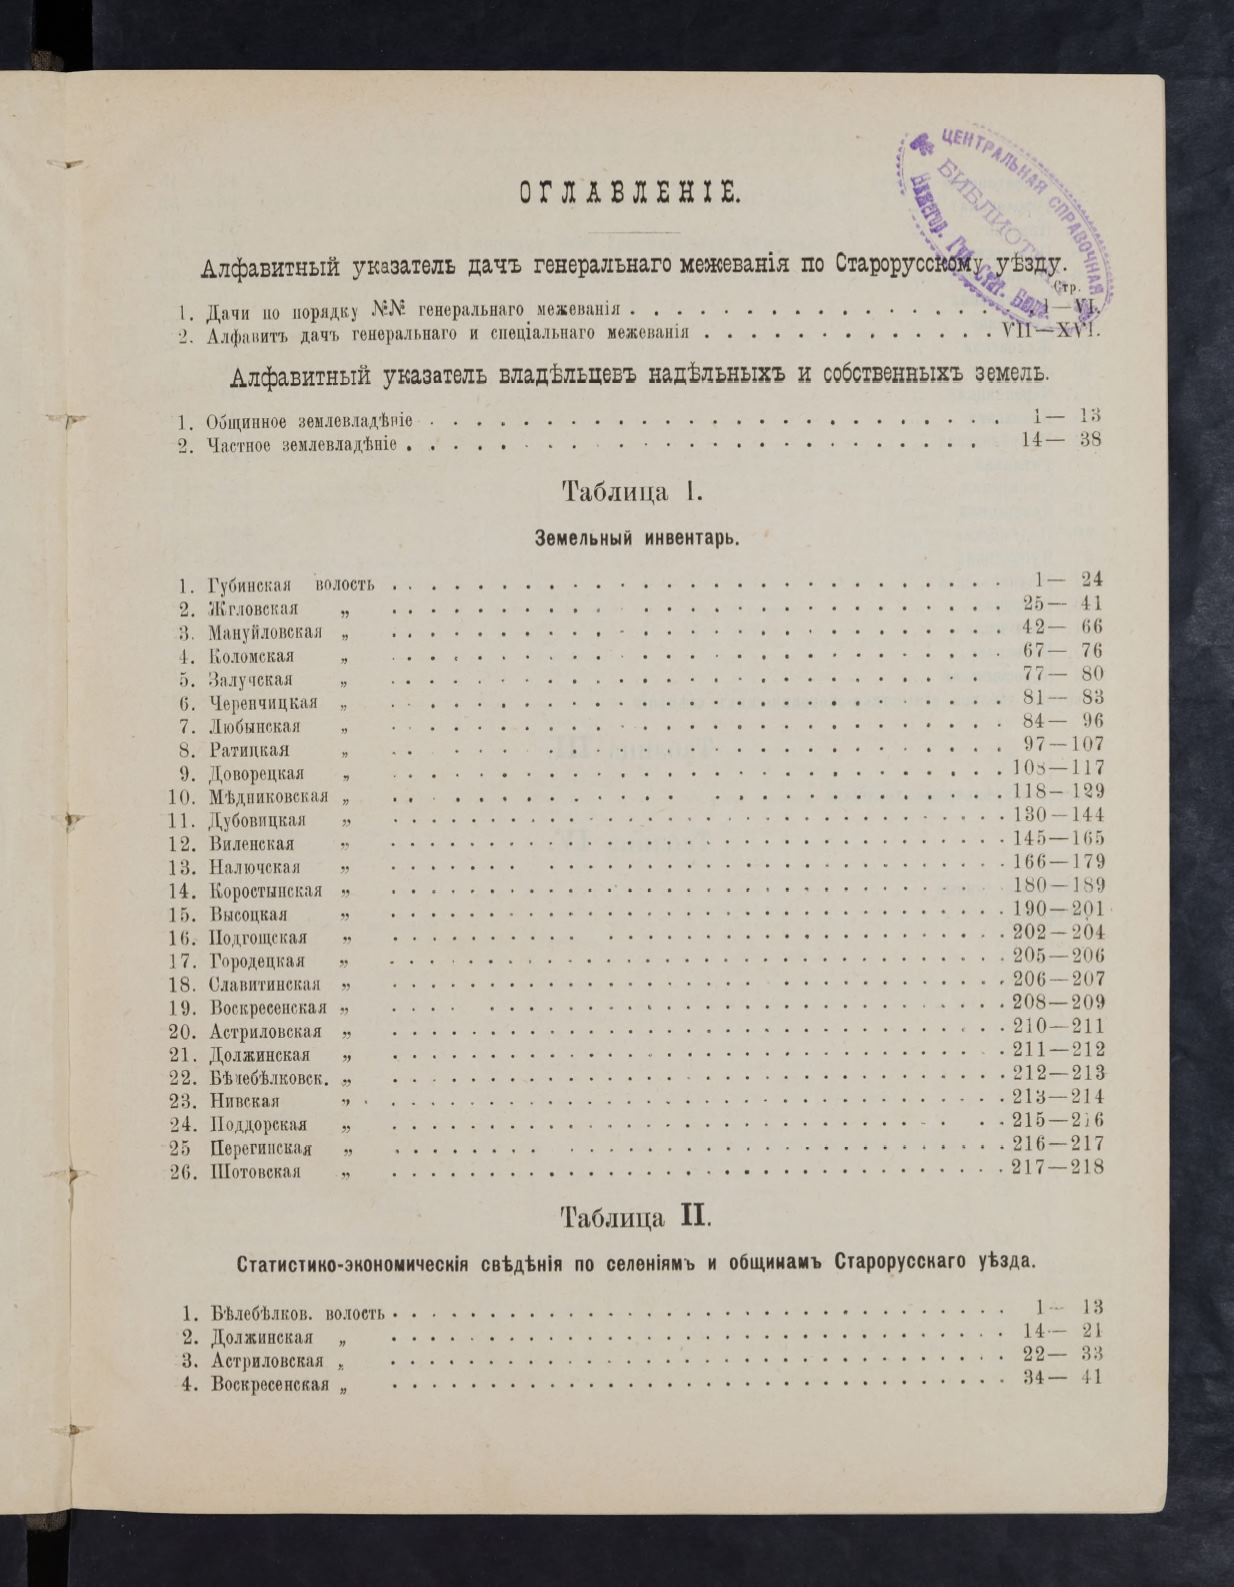 ЦЕНТРАЛЬНАЯ СПРАВОЧНАЯ
БИБЛИОТЕКА
ОГЛАВЛЕНІЕ.
Алфавитный указатель дачъ генеральнаго межеванія по Старорусскому уѣзду.
Стр.
1. Дачи по порядку №№ генеральнаго межеванія . . . . . . . . . . . . . . . . I—VI.
2. Алфавитъ дачъ генеральнаго и спеціальнаго межеванія . . . . . . . . . . . . . VII—XVI.
Алфавитный указатель владѣльцевъ надѣльныхъ и собственныхъ земель.
1. Общинное землевладѣніе . . . . . . . . . . . . . . . . . . . . . . . . . 1— 13
2. Частное землевладѣніе . . . . . . . . . . . . . . . . . . . . . . . . . 14— 38
Таблица I.
Земельный инвентарь.
1. Губинская волость . . . . . . . . . . . . . . . . . . . . . . . . . . 1— 24
2. Жгловская „ . . . . . . . . . . . . . . . . . . . . . . . . . . 25— 41
3. Мануйловская „ . . . . . . . . . . . . . . . . . . . . . . . . . . 42— 66
4. Коломская „ . . . . . . . . . . . . . . . . . . . . . . . . . . 67— 76
5. Залучская „ . . . . . . . . . . . . . . . . . . . . . . . . . . 77— 80
6. Черенчицкая „ . . . . . . . . . . . . . . . . . . . . . . . . . . 81— 83
7. Любынская „ . . . . . . . . . . . . . . . . . . . . . . . . . . 84— 96
8. Ратицкая „ . . . . . . . . . . . . . . . . . . . . . . . . . . 97—107
9. Доворецкая „ . . . . . . . . . . . . . . . . . . . . . . . . . . 108—117
10. Мѣдниковская „ . . . . . . . . . . . . . . . . . . . . . . . . . . 118—129
11. Дубовицкая „ . . . . . . . . . . . . . . . . . . . . . . . . . . 130—144
12. Виленская „ . . . . . . . . . . . . . . . . . . . . . . . . . . 145—165
13. Налючская „ . . . . . . . . . . . . . . . . . . . . . . . . . . 166—179
14. Коростынская „ . . . . . . . . . . . . . . . . . . . . . . . . . . 180—189
15. Высоцкая „ . . . . . . . . . . . . . . . . . . . . . . . . . . 190—201
16. Подгощская „ . . . . . . . . . . . . . . . . . . . . . . . . . . 202—204
17. Городецкая „ . . . . . . . . . . . . . . . . . . . . . . . . . . 205—206
18. Славитинская „ . . . . . . . . . . . . . . . . . . . . . . . . . . 206—207
19. Воскресенская „ . . . . . . . . . . . . . . . . . . . . . . . . . . 208—209
20. Астриловская „ . . . . . . . . . . . . . . . . . . . . . . . . . . 210—211
21. Должинская „ . . . . . . . . . . . . . . . . . . . . . . . . . . 211—212
22. Бѣлебѣлковск. „ . . . . . . . . . . . . . . . . . . . . . . . . . . 212—213
23. Нивская „ . . . . . . . . . . . . . . . . . . . . . . . . . . 213—214
24. Поддорская „ . . . . . . . . . . . . . . . . . . . . . . . . . . 215—216
25 Перегинская „ . . . . . . . . . . . . . . . . . . . . . . . . . . 216—217
26. Шотовская „ . . . . . . . . . . . . . . . . . . . . . . . . . . 217—218
Таблица II.
Статистико-экономическія свѣдѣнія по селеніямъ и общинамъ Старорусскаго уѣзда.
1. Бѣлебѣлков. волость . . . . . . . . . . . . . . . . . . . . . . . . . . 1— 13
2. Должинская „ . . . . . . . . . . . . . . . . . . . . . . . . . . 14— 21
3. Астриловская „ . . . . . . . . . . . . . . . . . . . . . . . . . . 22— 33
4. Воскресенская „ . . . . . . . . . . . . . . . . . . . . . . . . . . 34— 41